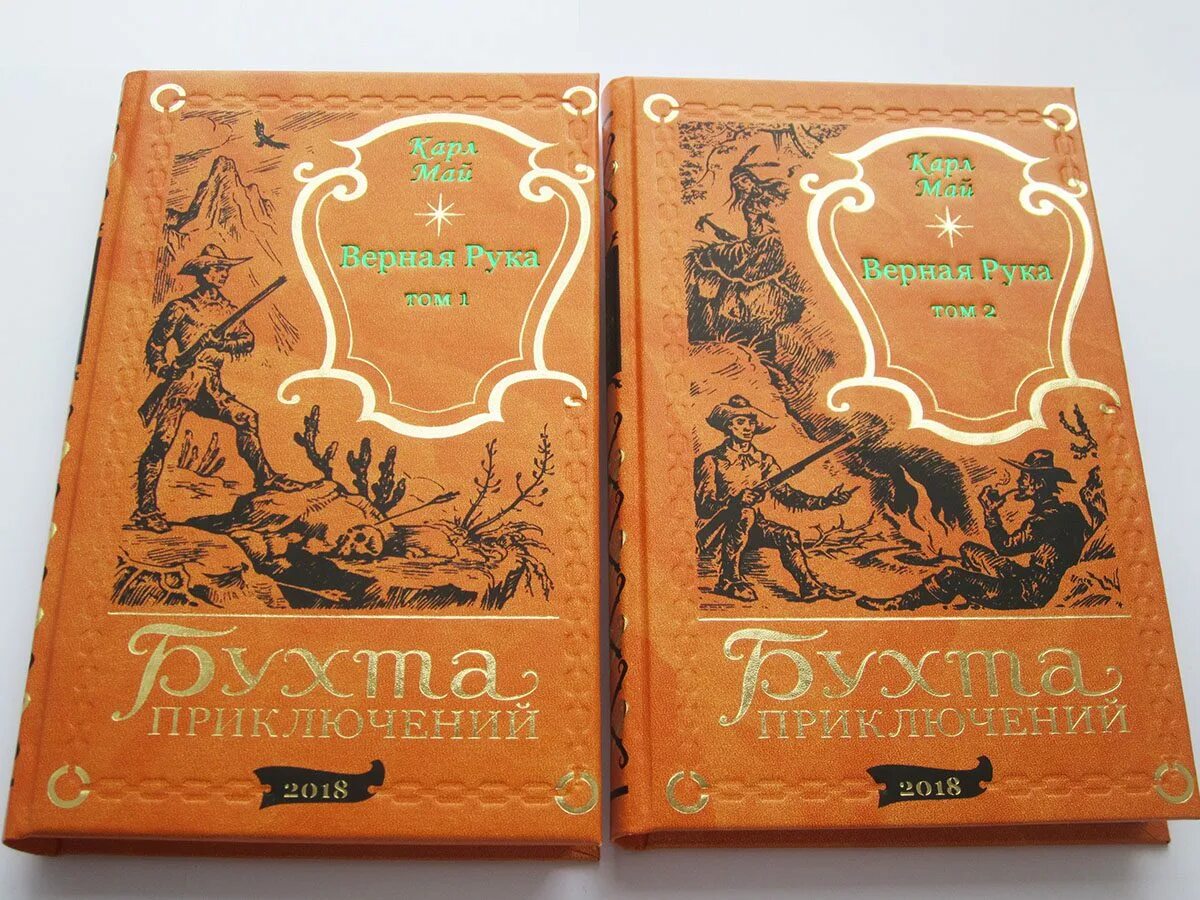 Карл
Май
Верная Рука
том 1
Бухта
приключений
2018
Карл
Май
Верная Рука
том 2
Бухта
приключений
2018